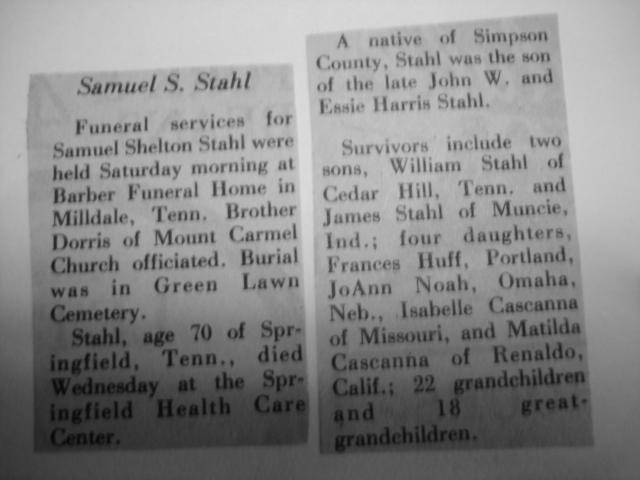 Samuel S. Stahl
Funeral services for
Samuel Shelton Stahl were
held Saturday morning at
Barber Funeral Home in
Milldale, Tenn. Brother
Dorris of Mount Carmel
Church officiated. Burial
was in Green Lawn
Cemetery.
Stahl, age 70 of Spr-
ingfield, Tenn., died
Wednesday at the Spr-
ingfield Health Care
Center.
A native of Simpson
County, Stahl was the son
of the late John W. and
Essie Harris Stahl.
Survivors include two
sons, William Stahl of
Cedar Hill, Tenn. and
James Stahl of Muncie,
Ind.; four daughters,
Frances Huff, Portland,
JoAnn Noah, Omaha,
Neb., Isabelle Cascanna
of Missouri, and Matilda
Cascanna of Renaldo,
Calif.; 22 grandchildren
and 18 great-
grandchildren.